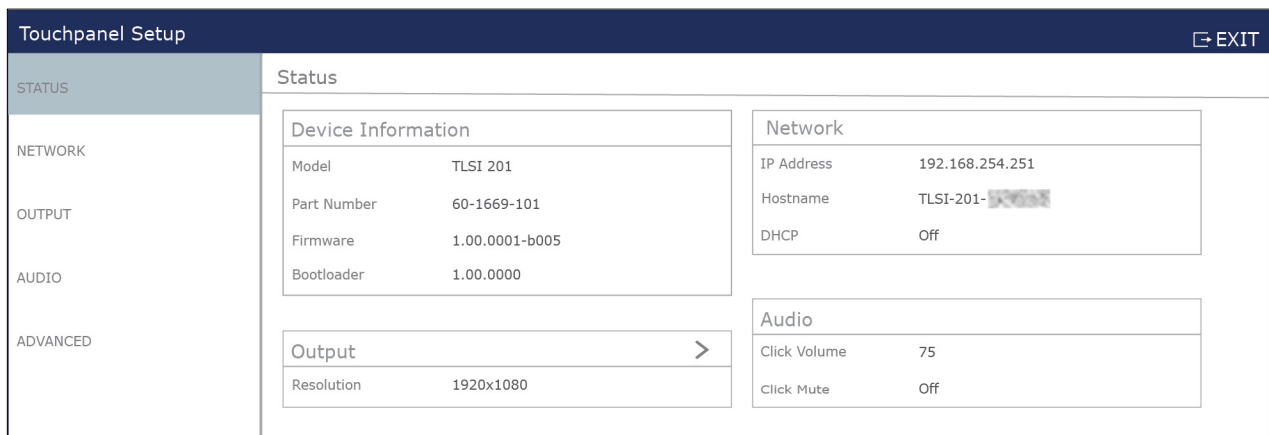 Touchpanel Setup
EXIT
STATUS
NETWORK
OUTPUT
AUDIO
ADVANCED
Status
Device Information
Model TLSI 201
Part Number 60-1669-101
Firmware 1.00.0001-b005
Bootloader 1.00.0000
Output
Resolution 1920x1080
Network
IP Address 192.168.254.251
Hostname TLSI-201-
DHCP Off
Audio
Click Volume 75
Click Mute Off